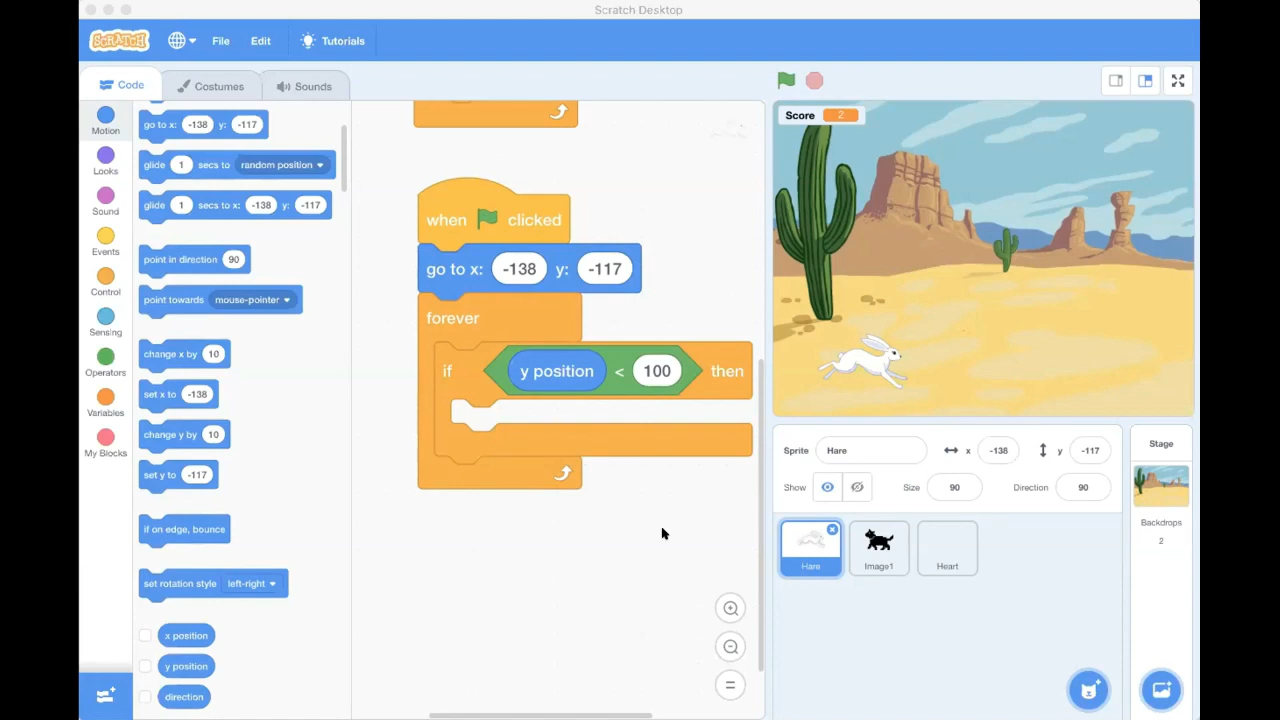 Scratch Desktop
SCRATCH File Edit Tutorials
Code Costumes Sounds
Motion
Looks
Sound
Events
Control
Sensing
Operators
Variables
My Blocks
go to x: -138 y: -117
glide 1 secs to random position
glide 1 secs to x: -138 y: -117
point in direction 90
point towards mouse-pointer
change x by 10
set x to -138
change y by 10
set y to -117
if on edge, bounce
set rotation style left-right
x position
y position
direction
when clicked
go to x: -138 y: -117
forever
if y position < 100 then
Score 2
Sprite Hare x -138 y -117
Show Size 90 Direction 90
Hare Image1 Heart
Stage
Backdrops
2